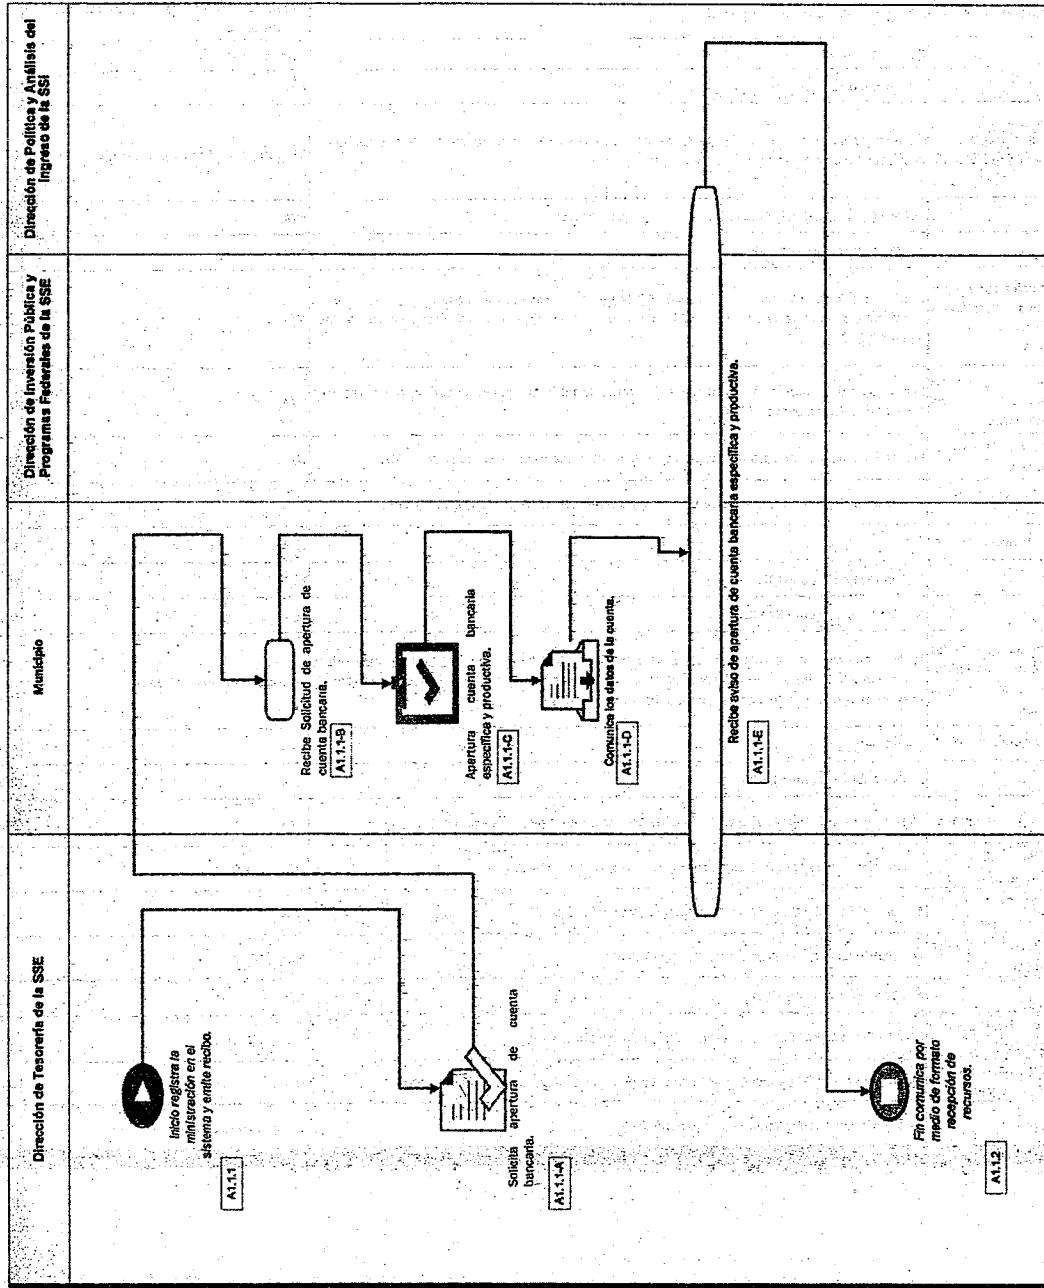 Dirección de Tesorería de la SSE
Municipio
Dirección de Inversión Pública y
Programas Federales de la SSE
Dirección de Política y Análisis del
Ingreso de la SSI
Inicio registra la
ministración en el
sistema y emite recibo.
A1.1.1
Solicita apertura de cuenta
bancaria.
A1.1.1-A
Recibe Solicitud de apertura de
cuenta bancaria.
A1.1.1-B
Apertura cuenta bancaria
específica y productiva.
A1.1.1-C
Comunica los datos de la cuenta.
A1.1.1-D
Recibe aviso de apertura de cuenta bancaria específica y productiva.
A1.1.1-E
Fin comunica por
medio de formato
recepción de
recursos.
A1.1.2